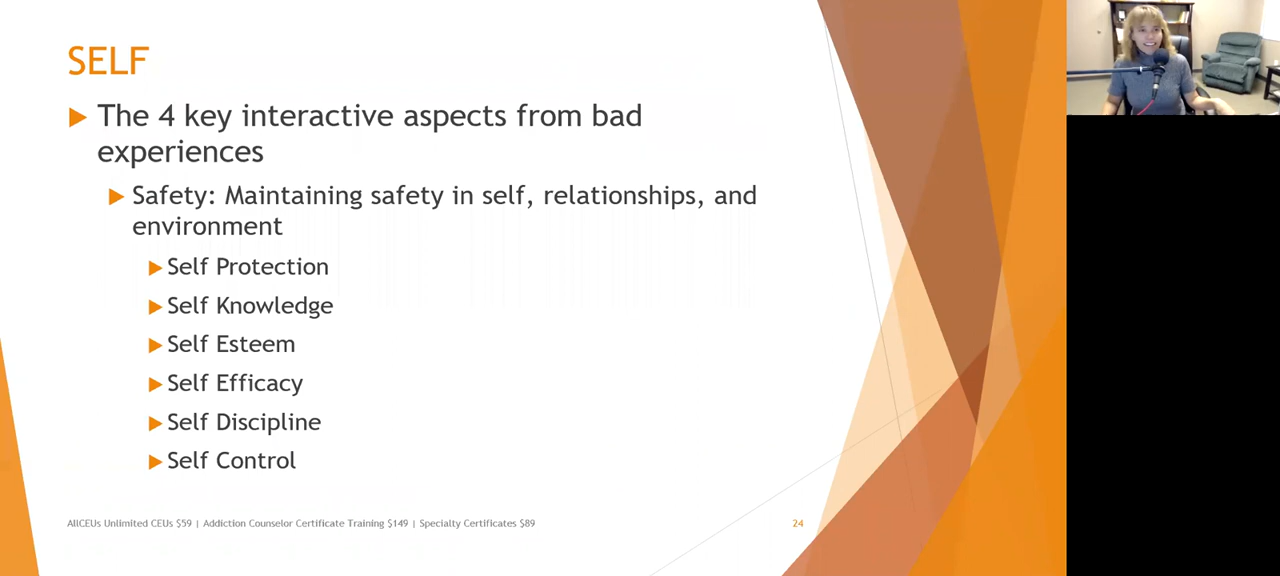 SELF
The 4 key interactive aspects from bad
experiences
Safety: Maintaining safety in self, relationships, and
environment
Self Protection
Self Knowledge
Self Esteem
Self Efficacy
Self Discipline
Self Control
AllCEUs Unlimited CEUs $59 | Addiction Counselor Certificate Training $149 | Specialty Certificates $89
24